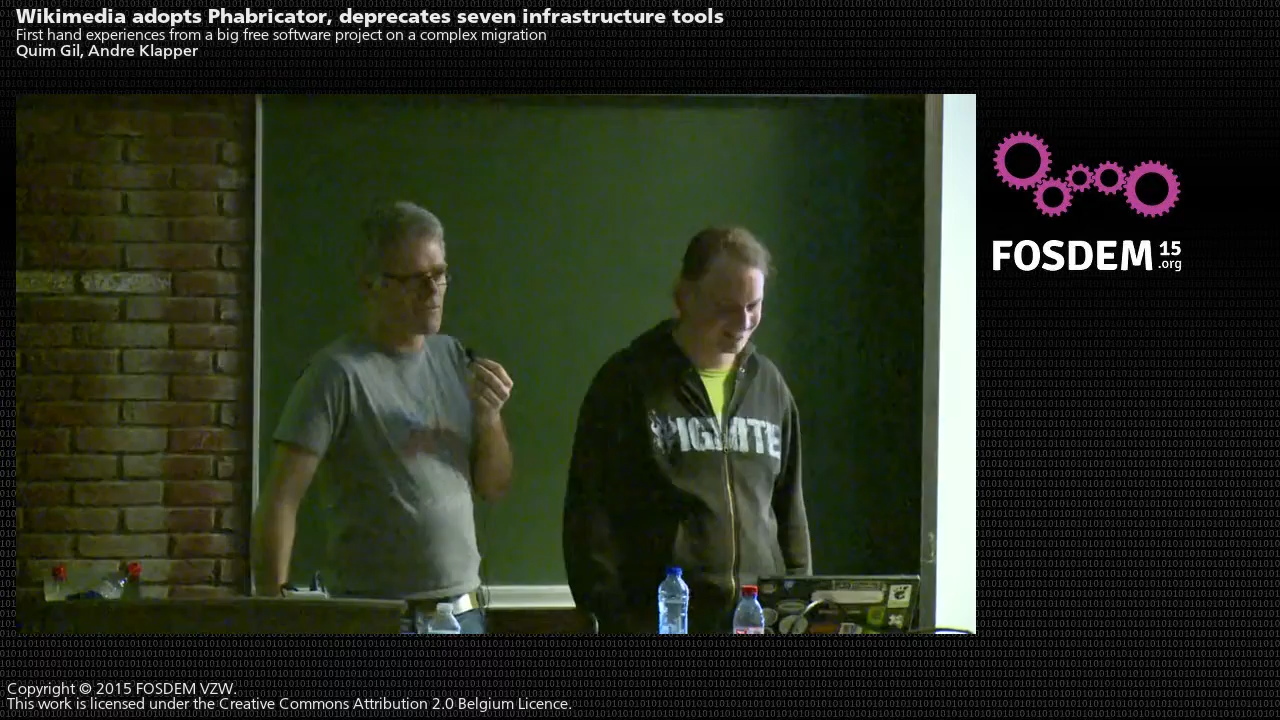 Wikimedia adopts Phabricator, deprecates seven infrastructure tools
First hand experiences from a big free software project on a complex migration
Quim Gil, Andre Klapper
FOSDEM 15
.org
Copyright © 2015 FOSDEM VZW.
This work is licensed under the Creative Commons Attribution 2.0 Belgium Licence.